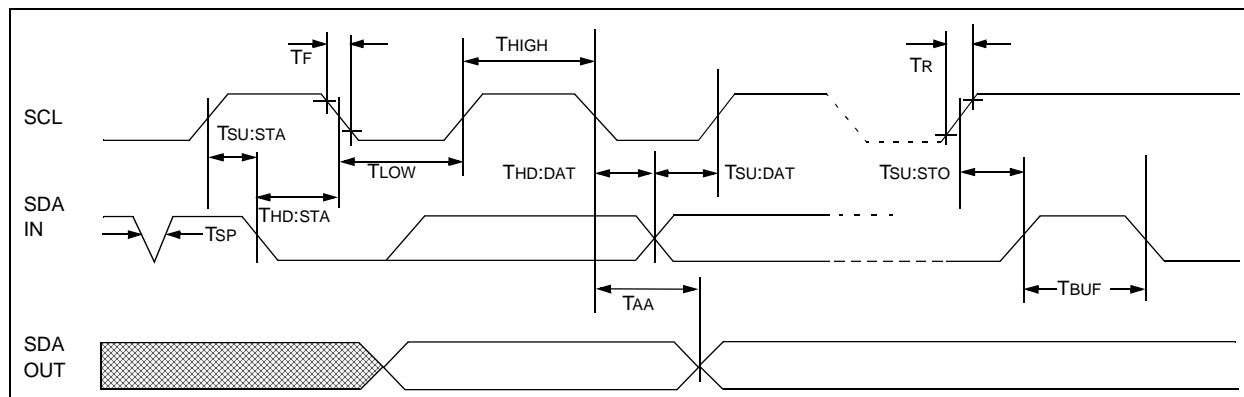 TF
THIGH
TR
SCL
TSU:STA
TLOW
THD:DAT
TSU:DAT
TSU:STO
SDA
IN
TSP
THD:STA
TAA
TBUF
SDA
OUT